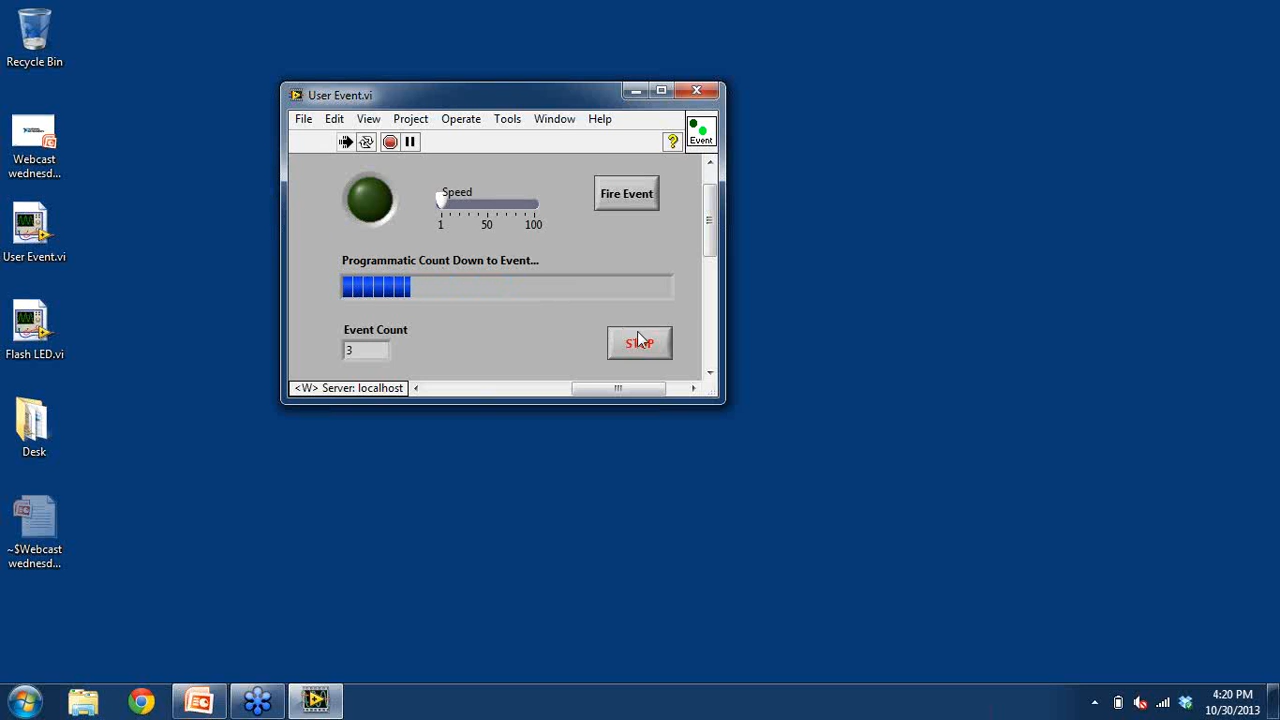 Recycle Bin
Webcast
wednesd...
User Event.vi
Flash LED.vi
Desk
~$Webcast
wednesd...
User Event.vi
File Edit View Project Operate Tools Window Help
?
Event
Speed
1 50 100
Fire Event
Programmatic Count Down to Event...
Event Count
3
STOP
<W> Server: localhost
4:20 PM
10/30/2013